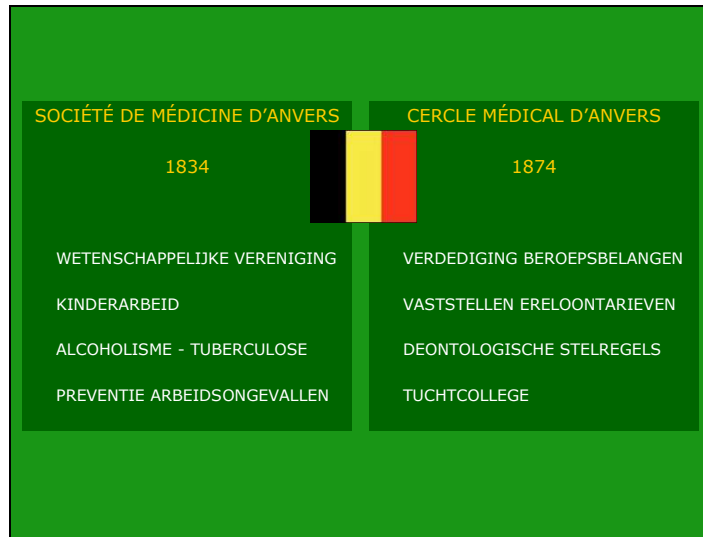 SOCIÉTÉ DE MÉDICINE D'ANVERS
1834
WETENSCHAPPELIJKE VERENIGING
KINDERARBEID
ALCOHOLISME - TUBERCULOSE
PREVENTIE ARBEIDSONGEVALLEN
CERCLE MÉDICAL D'ANVERS
1874
VERDEDIGING BEROEPSBELANGEN
VASTSTELLEN ERELOONTARIEVEN
DEONTOLOGISCHE STELREGELS
TUCHTCOLLEGE